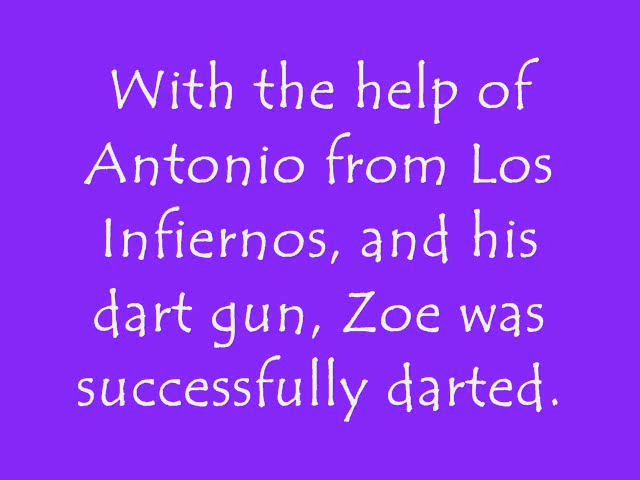 With the help of
Antonio from Los
Infiernos, and his
dart gun, Zoe was
successfully darted.